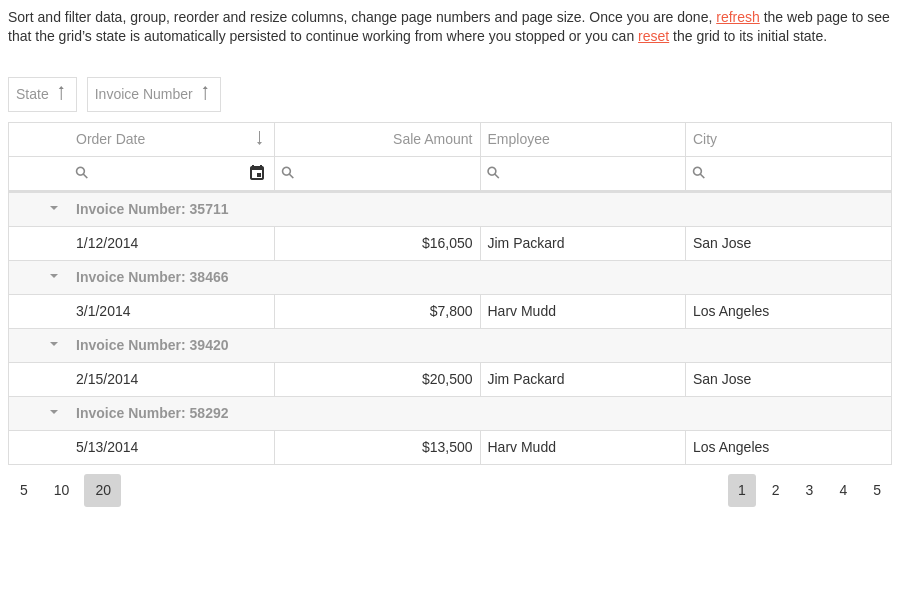 Sort and filter data, group, reorder and resize columns, change page numbers and page size. Once you are done, refresh the web page to see
that the grid's state is automatically persisted to continue working from where you stopped or you can reset the grid to its initial state.
State Invoice Number
Order Date Sale Amount Employee City
Invoice Number: 35711
1/12/2014 $16,050 Jim Packard San Jose
Invoice Number: 38466
3/1/2014 $7,800 Harv Mudd Los Angeles
Invoice Number: 39420
2/15/2014 $20,500 Jim Packard San Jose
Invoice Number: 58292
5/13/2014 $13,500 Harv Mudd Los Angeles
5 10 20 1 2 3 4 5